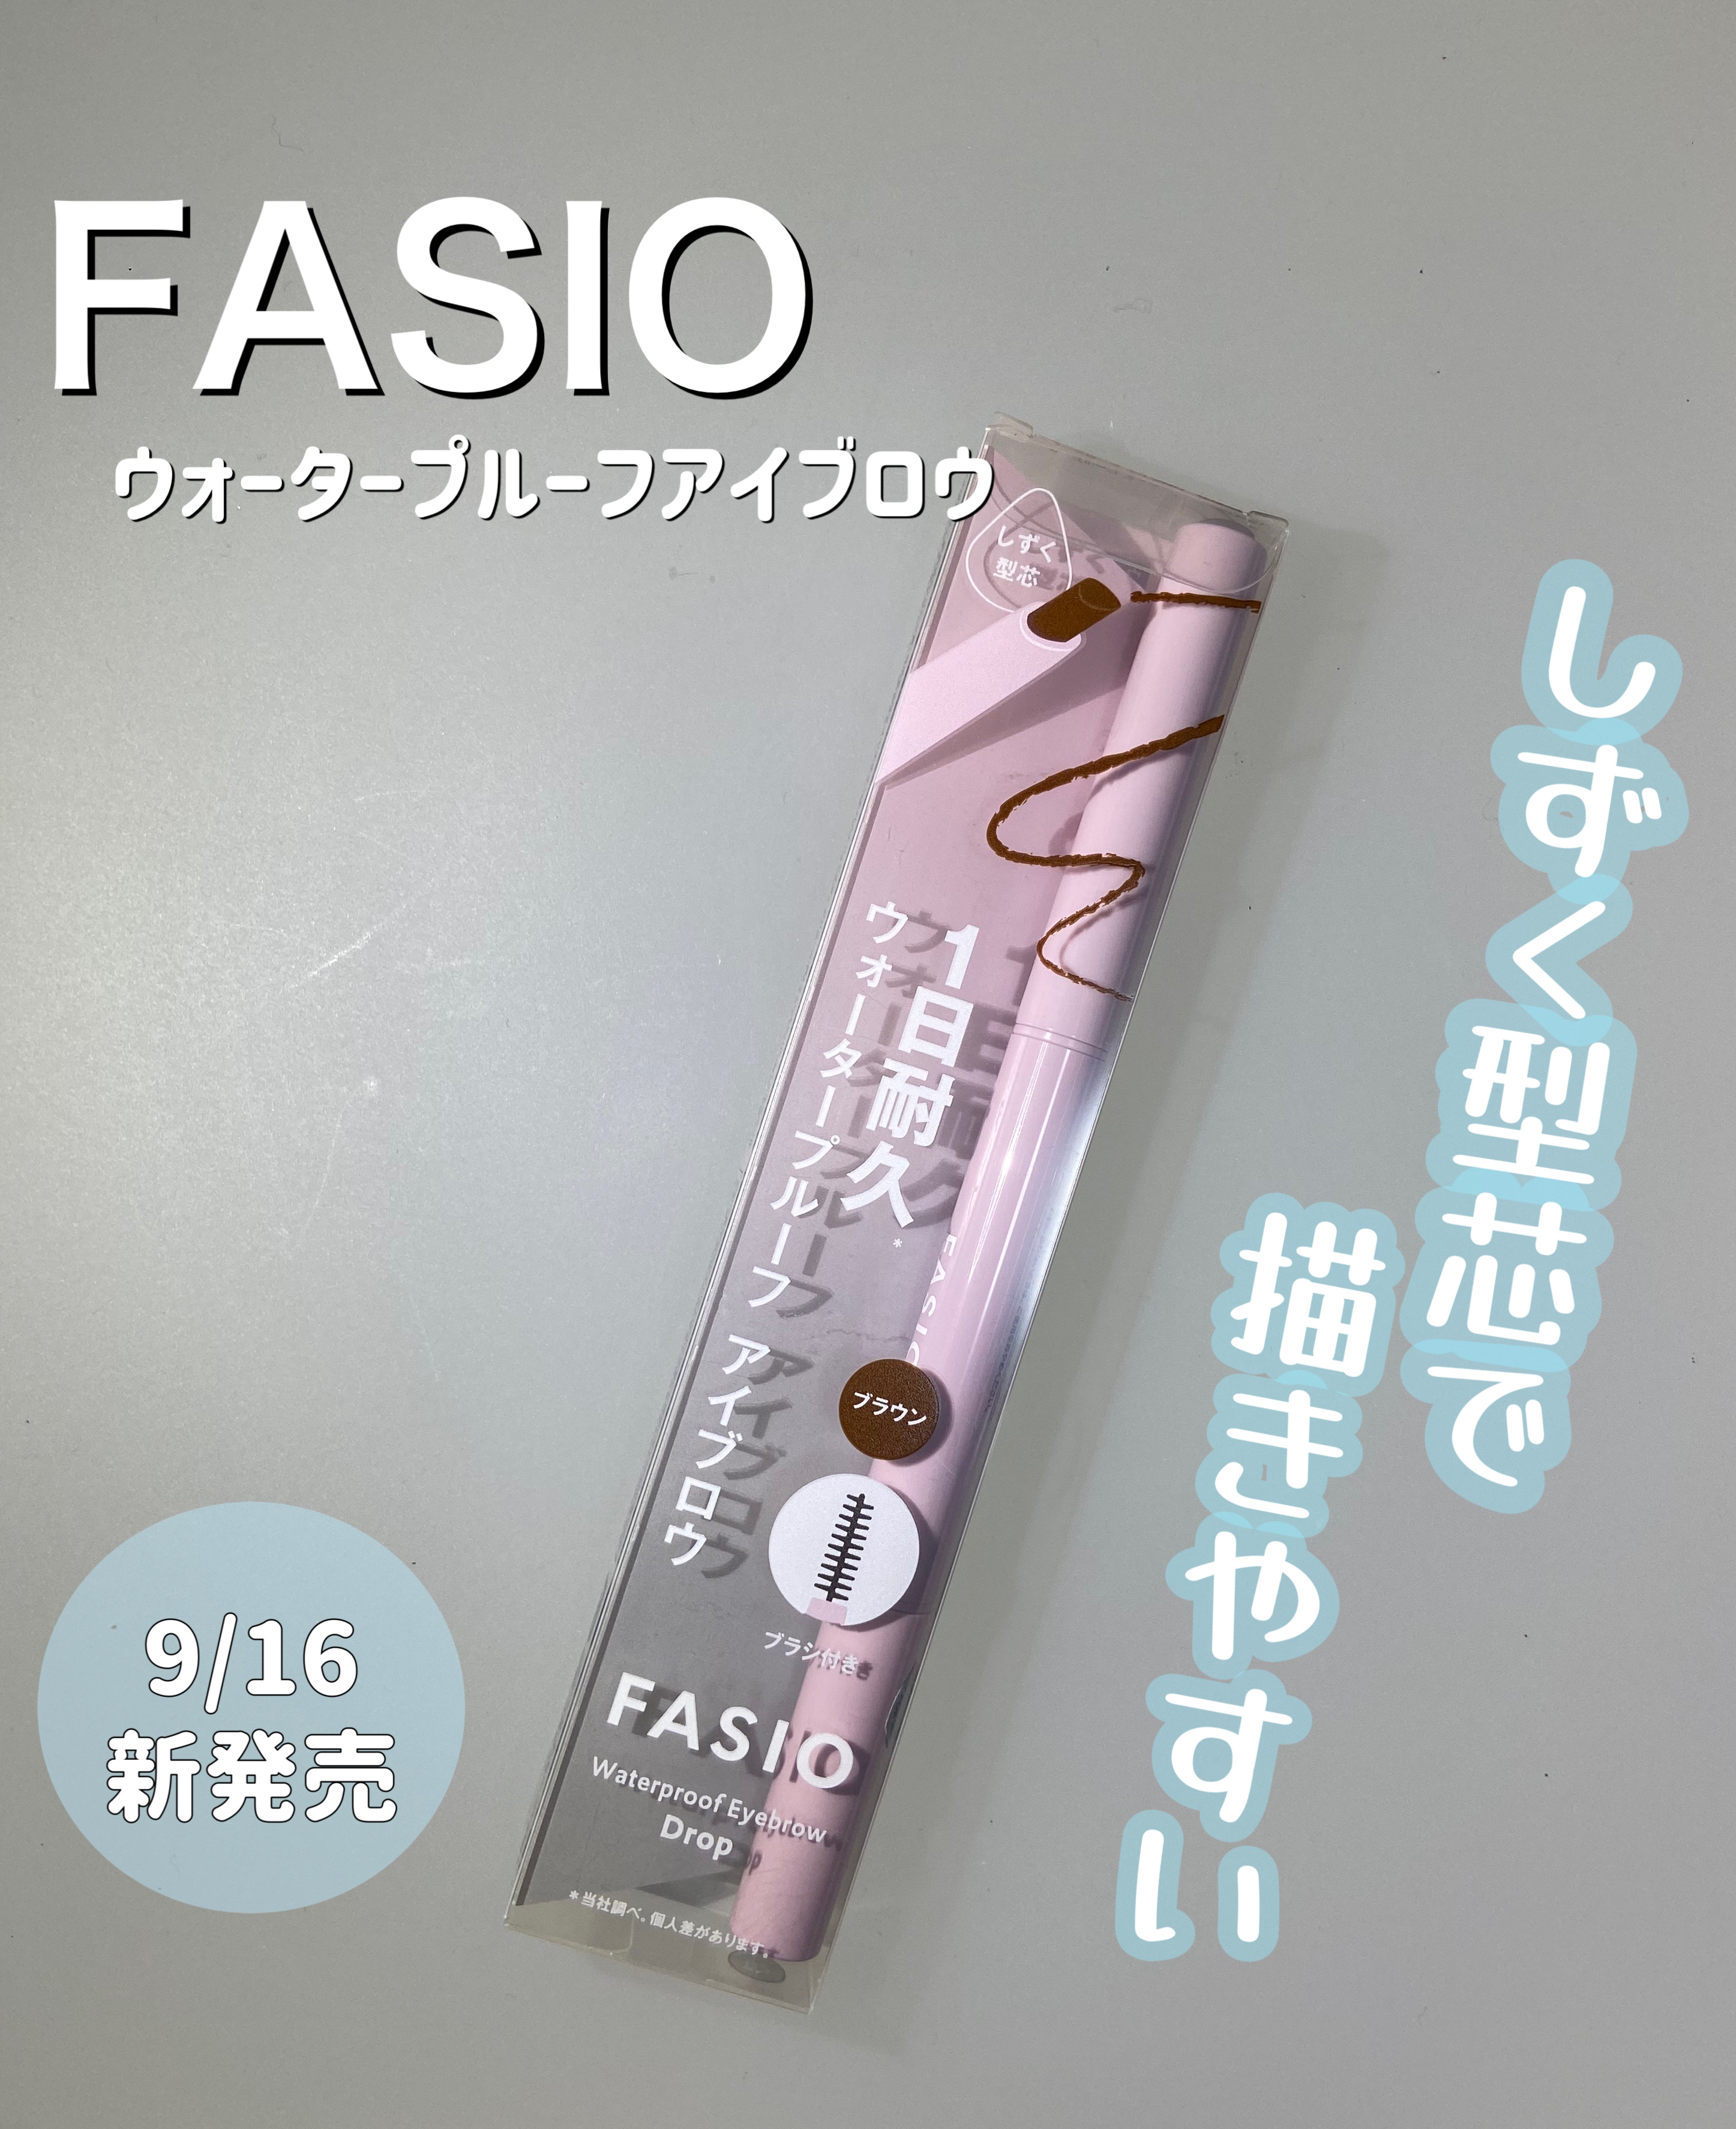 FASIO
ウォータープルーフアイブロウ
しずく型芯で
描きやすい
しずく
型芯
1日耐久*
ウォータープルーフ アイブロウ
FASIO
ブラウン
ブラシ付き
FASIO
Waterproof Eyebrow
Drop
*当社調べ。個人差があります。
9/16
新発売